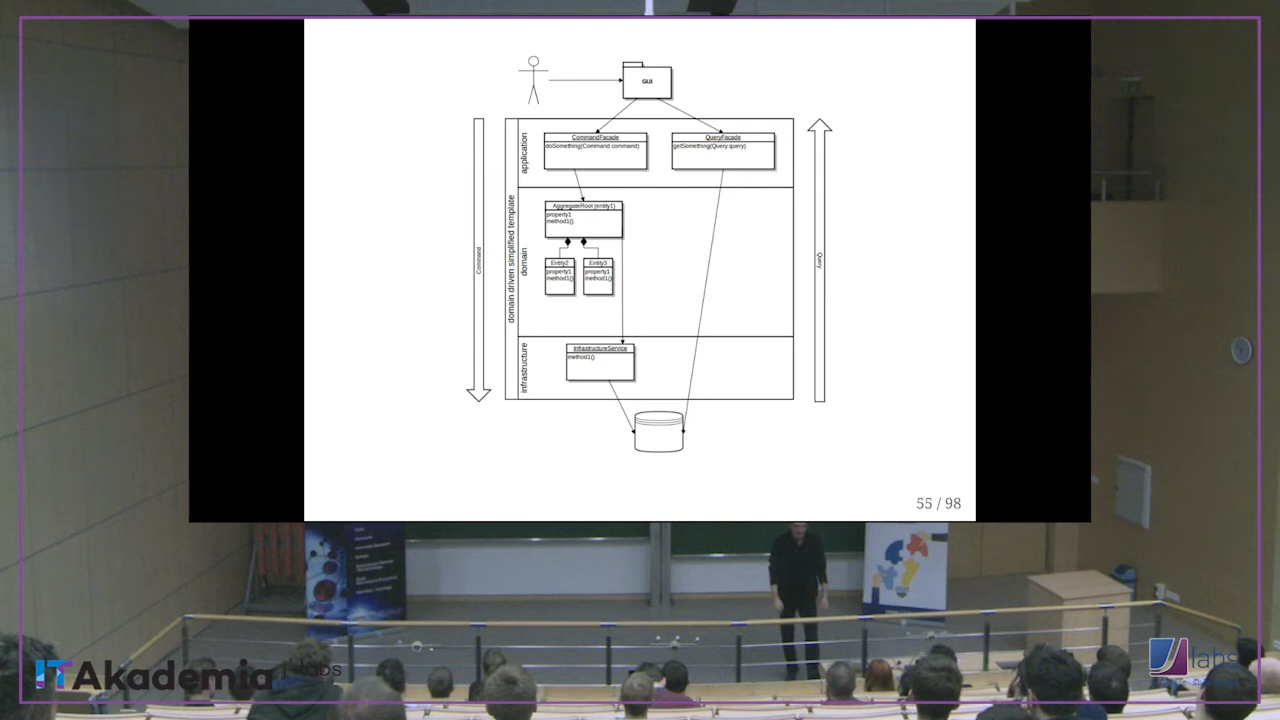 GUI
CommandFacade
doSomething(Command command)
QueryFacade
getSomething(Query query)
application
AggregateRoot (entity1)
property1
method1()
Entity2
property1
method1()
Entity3
property1
method1()
domain
domain driven simplified template
Command
Query
InfrastructureService
method1()
infrastructure
55 / 98
ITAkademia
labs